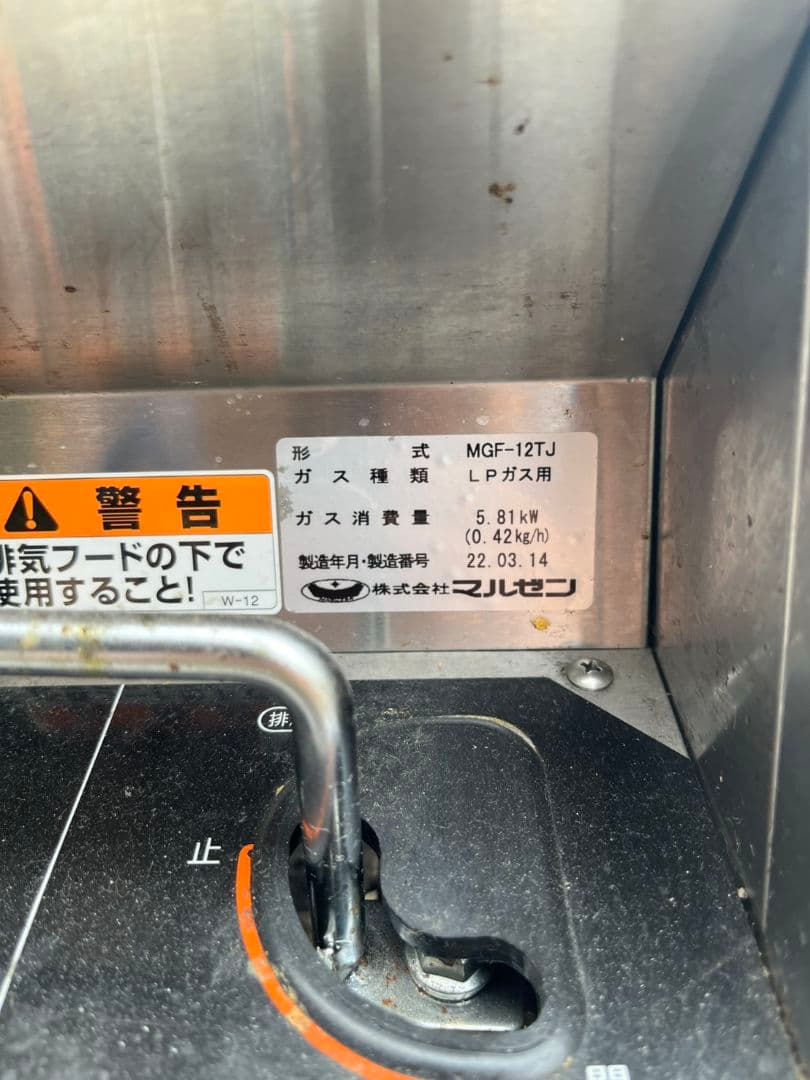 形 式 MGF-12TJ
ガス種類 LPガス用
ガス消費量 5.81kW
(0.42kg/h)
製造年月・製造番号 22.03.14
株式会社マルゼン
警告
排気フードの下で
使用すること!
W-12
排
止